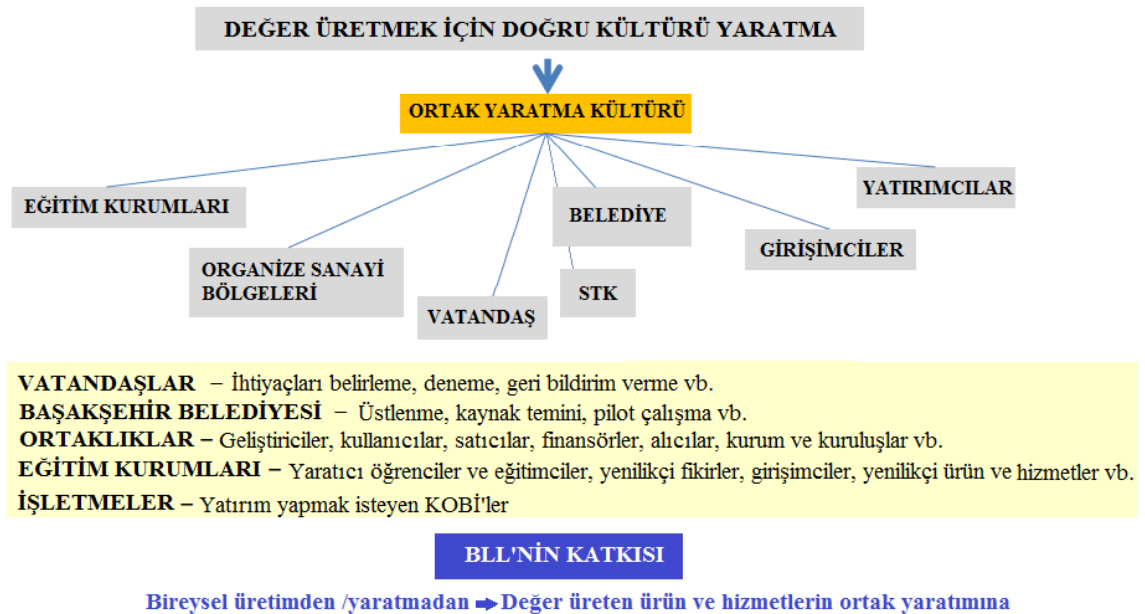 DEĞER ÜRETMEK İÇİN DOĞRU KÜLTÜRÜ YARATMA
ORTAK YARATMA KÜLTÜRÜ
EĞİTİM KURUMLARI
ORGANİZE SANAYİ
BÖLGELERİ
VATANDAŞ
BELEDİYE
STK
GİRİŞİMCİLER
YATIRIMCILAR
VATANDAŞLAR – İhtiyaçları belirleme, deneme, geri bildirim verme vb.
BAŞAKŞEHİR BELEDİYESİ – Üstlenme, kaynak temini, pilot çalışma vb.
ORTAKLIKLAR – Geliştiriciler, kullanıcılar, satıcılar, finansörler, alıcılar, kurum ve kuruluşlar vb.
EĞİTİM KURUMLARI – Yaratıcı öğrenciler ve eğitimciler, yenilikçi fikirler, girişimciler, yenilikçi ürün ve hizmetler vb.
İŞLETMELER – Yatırım yapmak isteyen KOBİ'ler
BLL'NİN KATKISI
Bireysel üretimden /yaratmadan ➡ Değer üreten ürün ve hizmetlerin ortak yaratımına